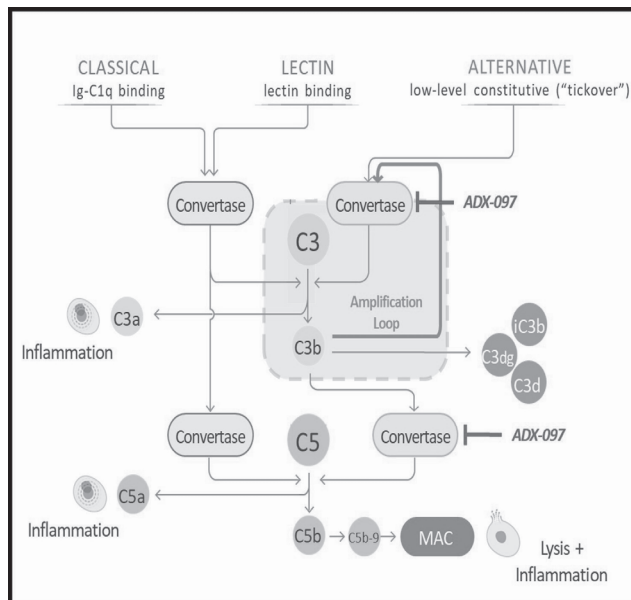 CLASSICAL
Ig-C1q binding
LECTIN
lectin binding
ALTERNATIVE
low-level constitutive (“tickover”)
Convertase
Convertase
ADX-097
C3
Amplification
Loop
C3a
Inflammation
C3b
iC3b
C3dg
C3d
Convertase
C5
Convertase
ADX-097
C5a
Inflammation
C5b
C5b-9
MAC
Lysis +
Inflammation